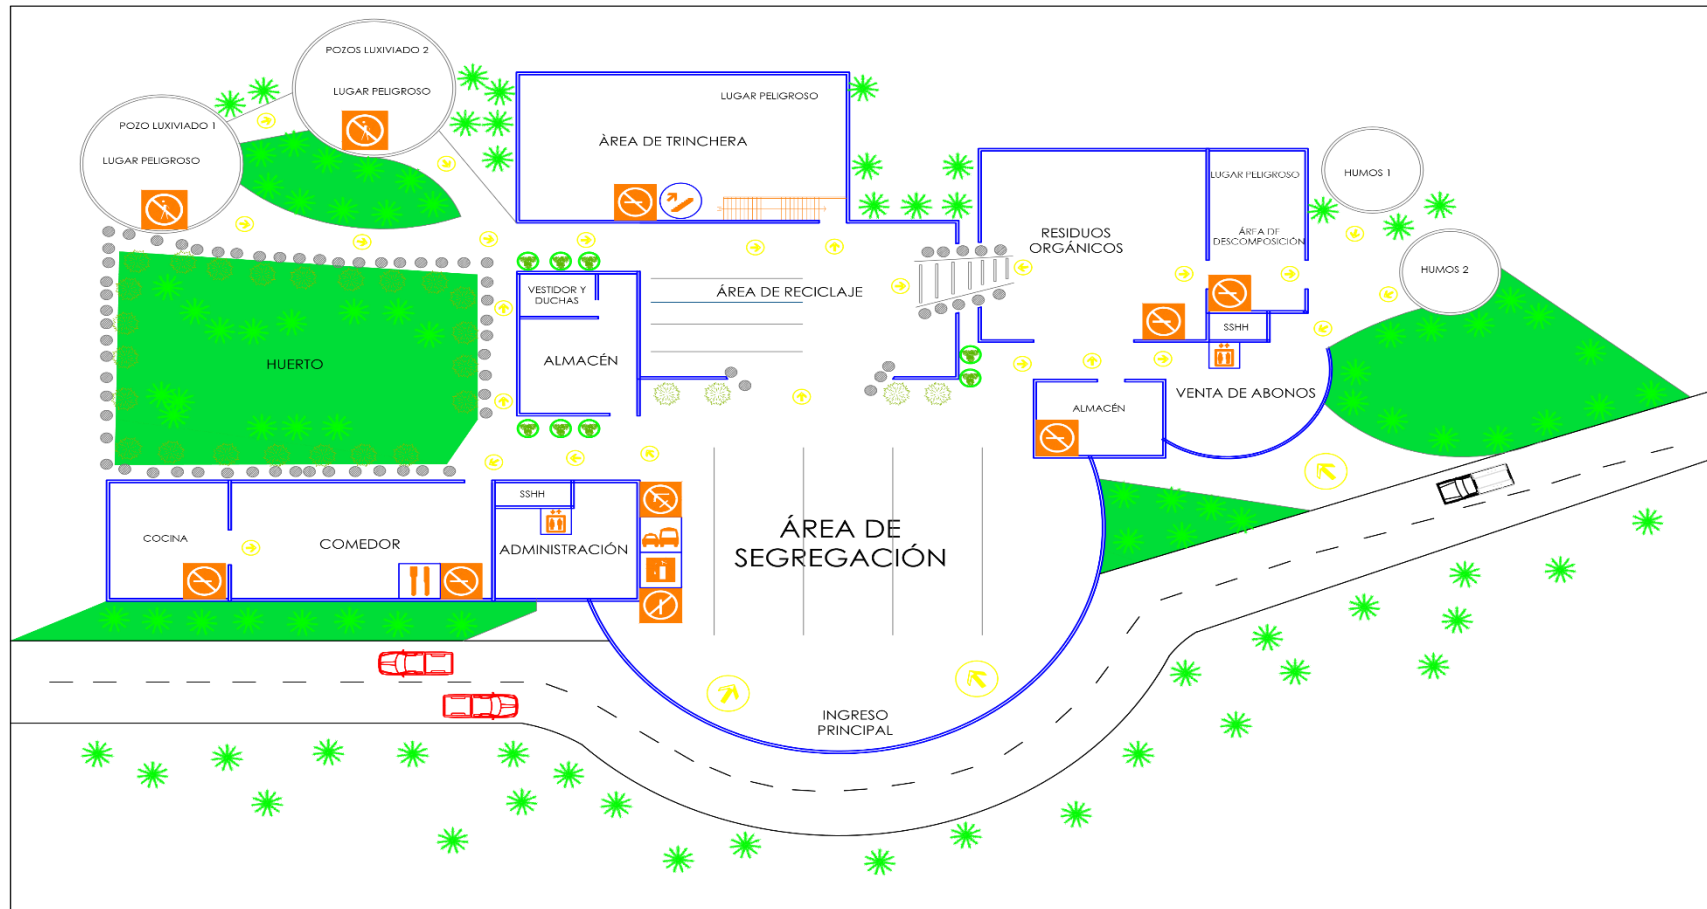 POZOS LUXIVIADO 2
LUGAR PELIGROSO
POZO LUXIVIADO 1
LUGAR PELIGROSO
LUGAR PELIGROSO
ÀREA DE TRINCHERA
LUGAR PELIGROSO
HUMOS 1
RESIDUOS
ORGÁNICOS
ÁREA DE
DESCOMPOSICIÓN
HUMOS 2
VESTIDOR Y
DUCHAS
ÁREA DE RECICLAJE
SSHH
HUERTO
ALMACÉN
VENTA DE ABONOS
ALMACÉN
SSHH
COCINA
COMEDOR
ADMINISTRACIÓN
ÁREA DE
SEGREGACIÓN
INGRESO
PRINCIPAL